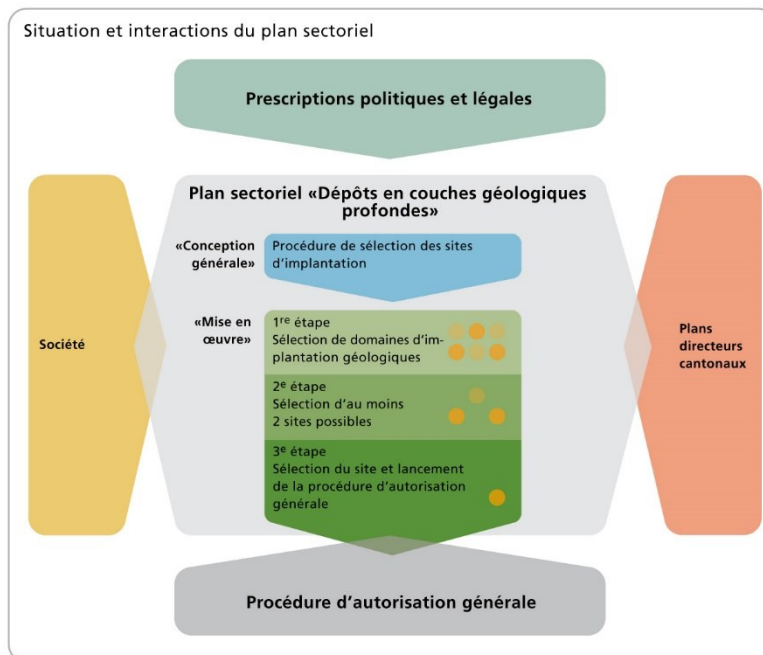 Situation et interactions du plan sectoriel
Prescriptions politiques et légales
Plan sectoriel «Dépôts en couches géologiques
profondes»
«Conception
générale»
Procédure de sélection des sites
d’implantation
«Mise en
œuvre»
1re étape
Sélection de domaines d’im-
plantation géologiques
2e étape
Sélection d’au moins
2 sites possibles
3e étape
Sélection du site et lancement
de la procédure d’autorisation
générale
Société
Plans
directeurs
cantonaux
Procédure d’autorisation générale